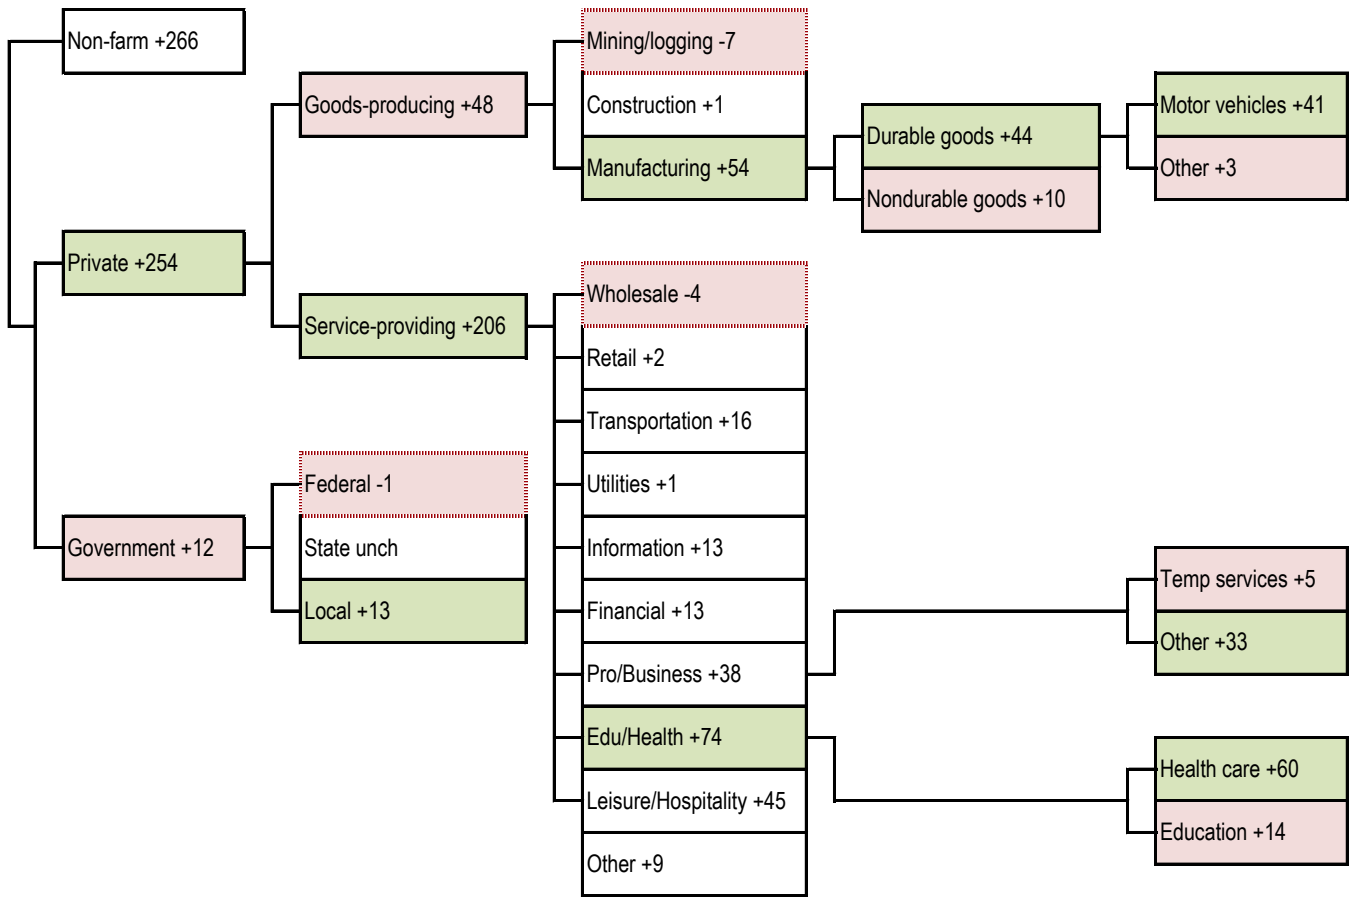 Non-farm +266
Private +254
Government +12
Goods-producing +48
Service-providing +206
Federal -1
State unch
Local +13
Mining/logging -7
Construction +1
Manufacturing +54
Wholesale -4
Retail +2
Transportation +16
Utilities +1
Information +13
Financial +13
Pro/Business +38
Edu/Health +74
Leisure/Hospitality +45
Other +9
Durable goods +44
Nondurable goods +10
Motor vehicles +41
Other +3
Temp services +5
Other +33
Health care +60
Education +14